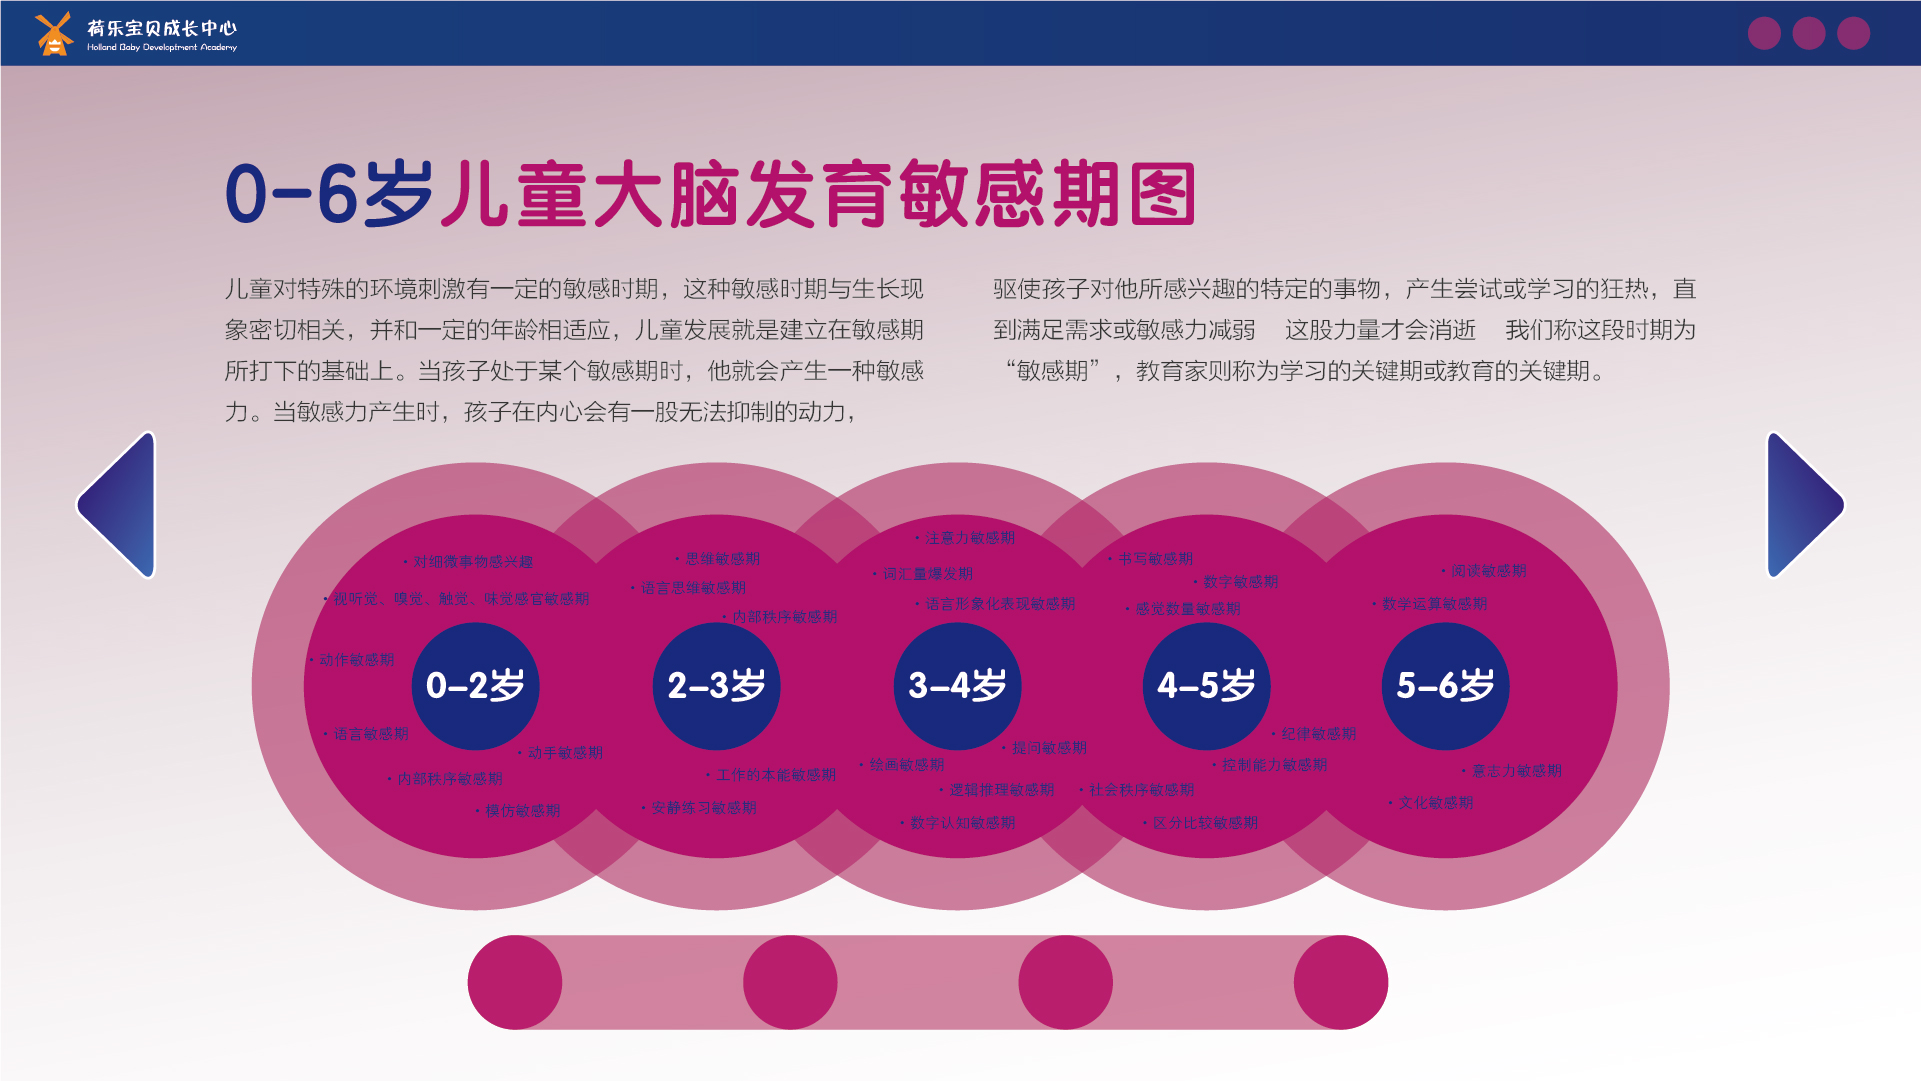 荷乐宝贝成长中心
Holland Baby Development Academy
0-6岁儿童大脑发育敏感期图
儿童对特殊的环境刺激有一定的敏感时期，这种敏感时期与生长现
象密切相关，并和一定的年龄相适应，儿童发展就是建立在敏感期
所打下的基础上。当孩子处于某个敏感期时，他就会产生一种敏感
力。当敏感力产生时，孩子在内心会有一股无法抑制的动力，
驱使孩子对他所感兴趣的特定的事物，产生尝试或学习的狂热，直
到满足需求或敏感力减弱 这股力量才会消逝 我们称这段时期为
“敏感期”，教育家则称为学习的关键期或教育的关键期。
· 对细微事物感兴趣
· 视听觉、嗅觉、触觉、味觉感官敏感期
· 动作敏感期
0-2岁
· 语言敏感期
· 动手敏感期
· 内部秩序敏感期
· 模仿敏感期
· 思维敏感期
· 语言思维敏感期
· 内部秩序敏感期
2-3岁
· 工作的本能敏感期
· 安静练习敏感期
· 注意力敏感期
· 词汇量爆发期
· 语言形象化表现敏感期
3-4岁
· 提问敏感期
· 绘画敏感期
· 逻辑推理敏感期
· 数字认知敏感期
· 书写敏感期
· 数字敏感期
· 感觉数量敏感期
4-5岁
· 纪律敏感期
· 控制能力敏感期
· 社会秩序敏感期
· 区分比较敏感期
· 阅读敏感期
· 数学运算敏感期
5-6岁
· 意志力敏感期
· 文化敏感期